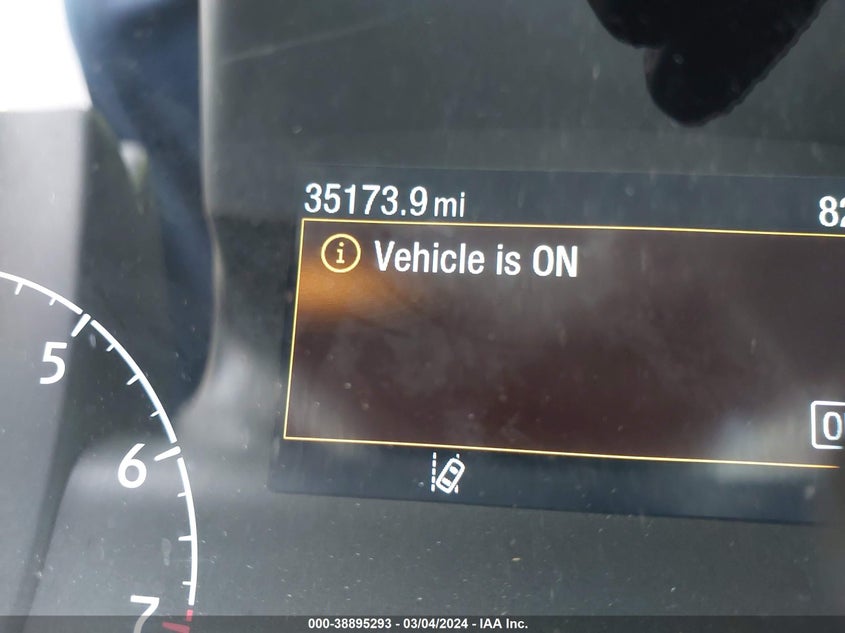 35173.9 mi
Vehicle is ON
5
6
7
000-38895293 - 03/04/2024 - IAA Inc.